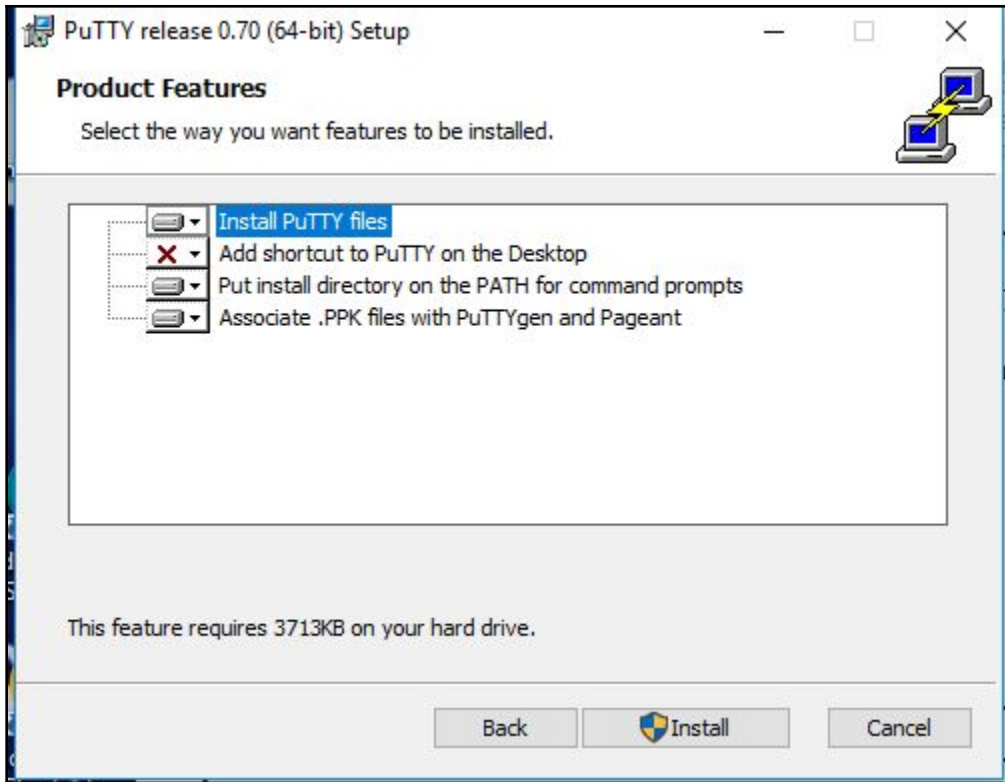 PuTTY release 0.70 (64-bit) Setup
Product Features
Select the way you want features to be installed.
Install PuTTY files
Add shortcut to PuTTY on the Desktop
Put install directory on the PATH for command prompts
Associate .PPK files with PuTTYgen and Pageant
This feature requires 3713KB on your hard drive.
Back
Install
Cancel